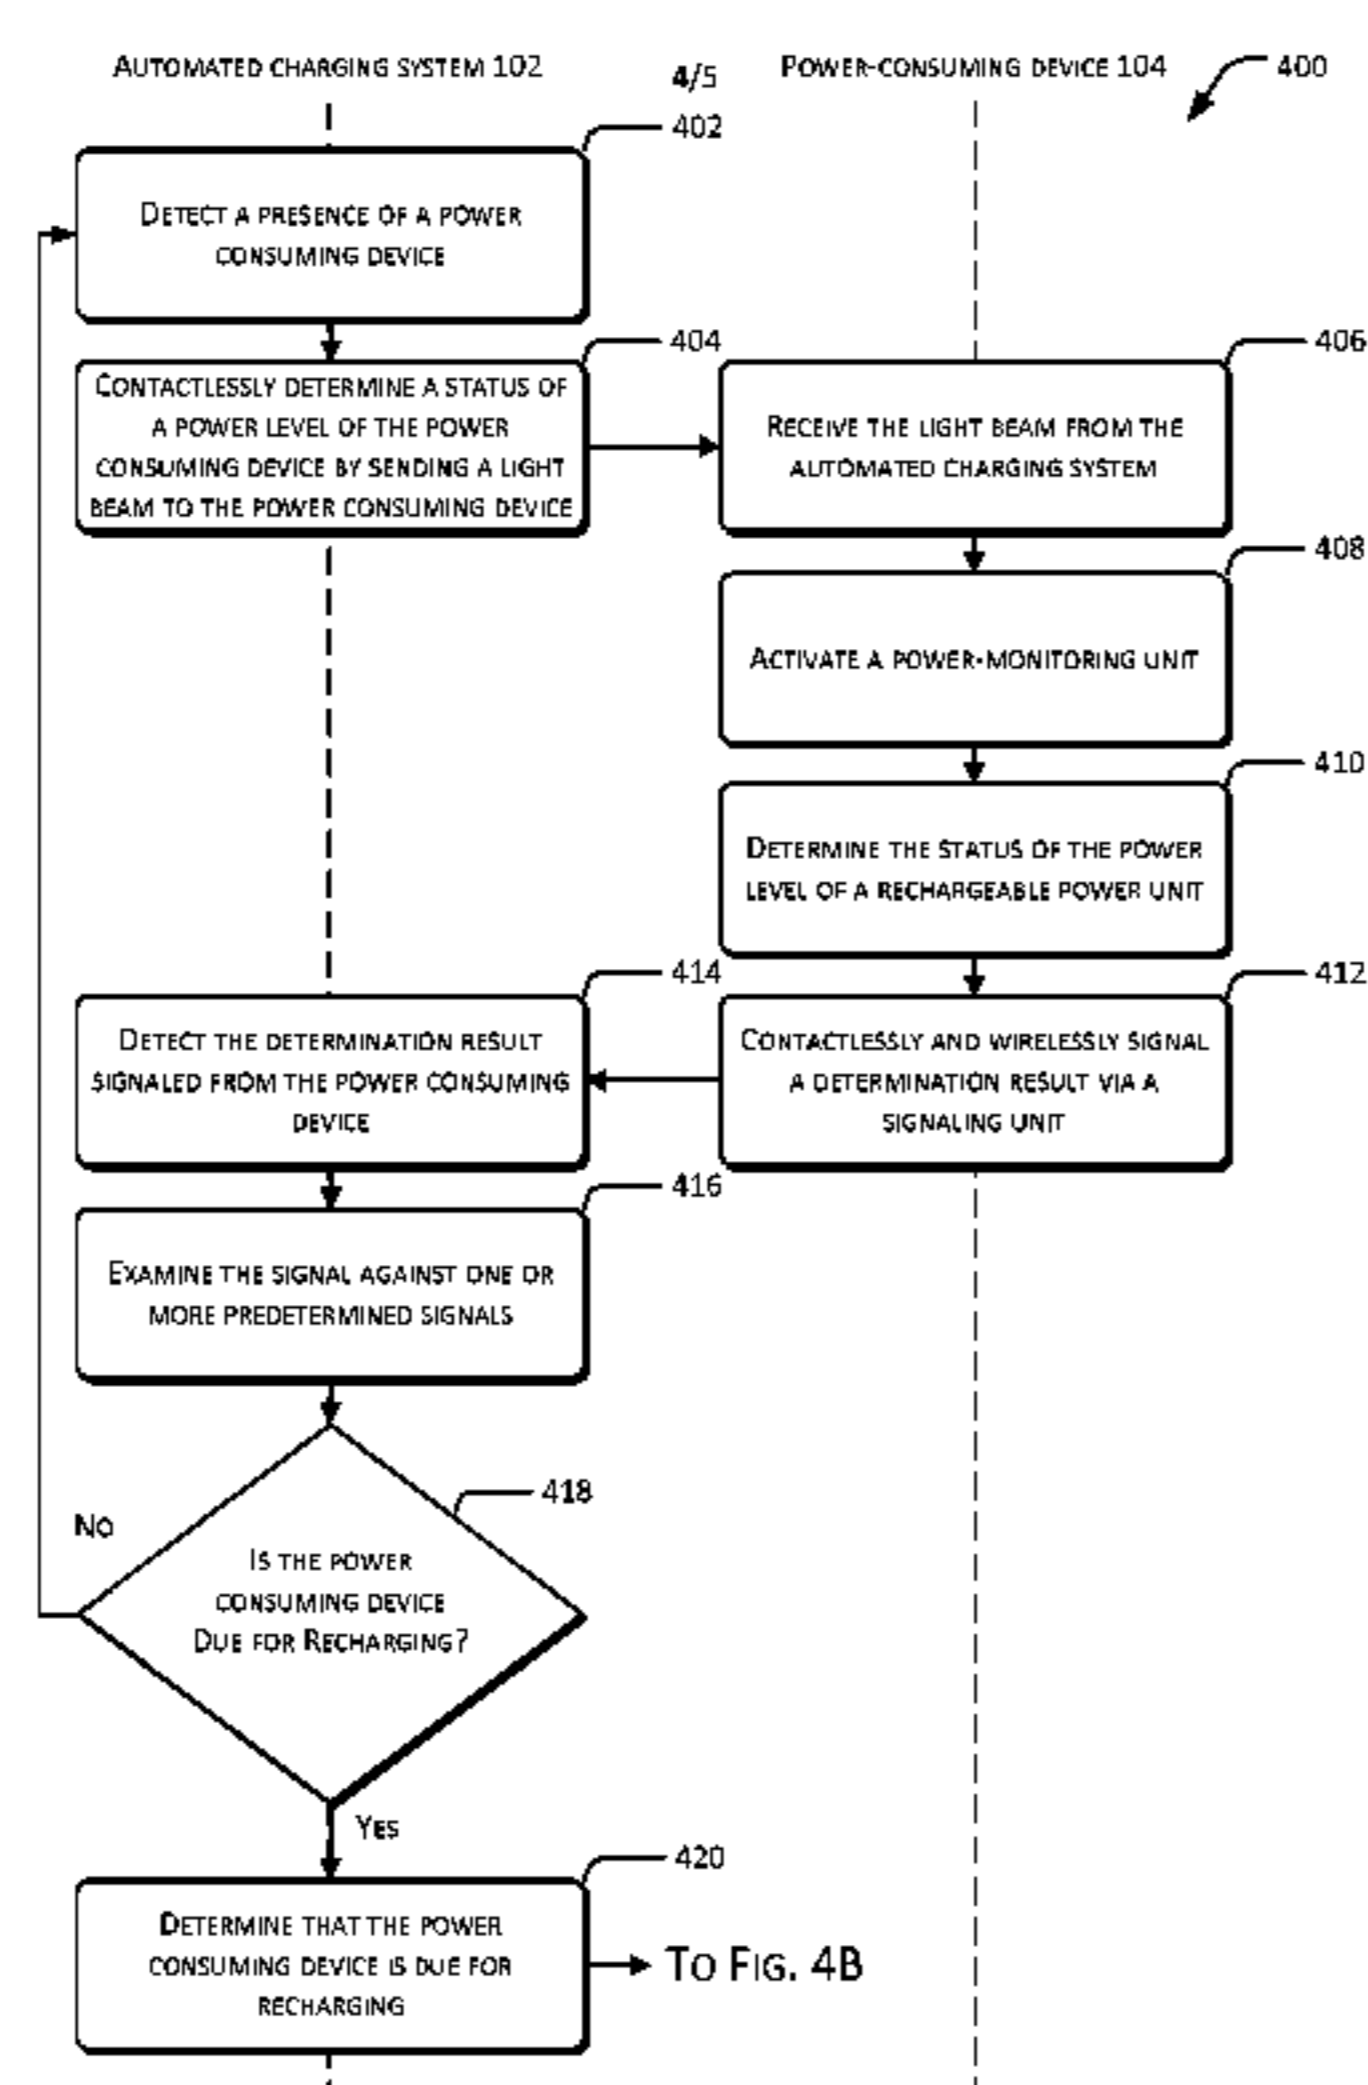 AUTOMATED CHARGING SYSTEM 102
4/5
POWER-CONSUMING DEVICE 104
400
402
DETECT A PRESENCE OF A POWER
CONSUMING DEVICE
404
CONTACTLESSLY DETERMINE A STATUS OF
A POWER LEVEL OF THE POWER
CONSUMING DEVICE BY SENDING A LIGHT
BEAM TO THE POWER CONSUMING DEVICE
406
RECEIVE THE LIGHT BEAM FROM THE
AUTOMATED CHARGING SYSTEM
408
ACTIVATE A POWER-MONITORING UNIT
410
DETERMINE THE STATUS OF THE POWER
LEVEL OF A RECHARGEABLE POWER UNIT
412
CONTACTLESSLY AND WIRELESSLY SIGNAL
A DETERMINATION RESULT VIA A
SIGNALING UNIT
414
DETECT THE DETERMINATION RESULT
SIGNALED FROM THE POWER CONSUMING
DEVICE
416
EXAMINE THE SIGNAL AGAINST ONE OR
MORE PREDETERMINED SIGNALS
418
NO
IS THE POWER
CONSUMING DEVICE
DUE FOR RECHARGING?
YES
420
DETERMINE THAT THE POWER
CONSUMING DEVICE IS DUE FOR
RECHARGING
TO FIG. 4B